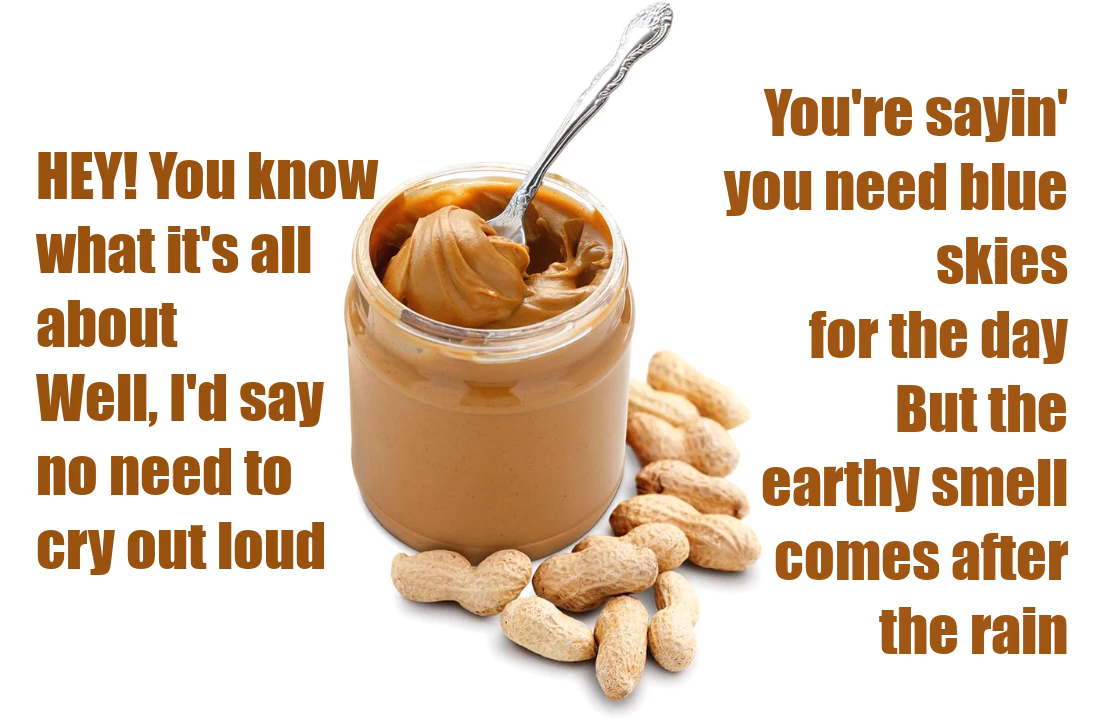 HEY! You know
what it's all
about
Well, I'd say
no need to
cry out loud
You're sayin'
you need blue
skies
for the day
But the
earthy smell
comes after
the rain